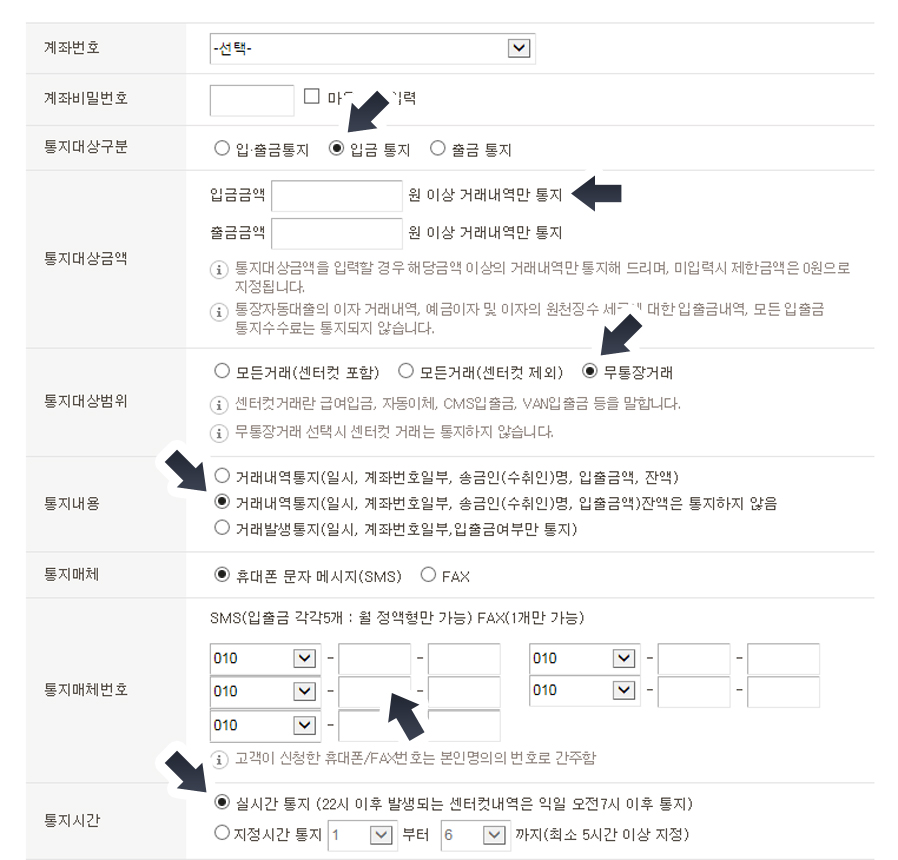 계좌번호
-선택-
계좌비밀번호
통지대상구분
입·출금통지 입금 통지 출금 통지
통지대상금액
입금금액 원 이상 거래내역만 통지
출금금액 원 이상 거래내역만 통지
통지대상금액을 입력할 경우 해당금액 이상의 거래내역만 통지해 드리며, 미입력시 제한금액은 0원으로
지정됩니다.
통장자동대출의 이자 거래내역, 예금이자 및 이자의 원천징수 대한 입출금내역, 모든 입출금
통지수수료는 통지되지 않습니다.
통지대상범위
모든거래(센터컷 포함) 모든거래(센터컷 제외) 무통장거래
센터컷거래란 급여입금, 자동이체, CMS입출금, VAN입출금 등을 말합니다.
무통장거래 선택시 센터컷 거래는 통지하지 않습니다.
통지내용
거래내역통지(일시, 계좌번호일부, 송금인(수취인)명, 입출금액, 잔액)
거래내역통지(일시, 계좌번호일부, 송금인(수취인)명, 입출금액)잔액은 통지하지 않음
거래발생통지(일시, 계좌번호일부,입출금여부만 통지)
통지매체
휴대폰 문자 메시지(SMS) FAX
통지매체번호
SMS(입출금 각각5개 : 월 정액형만 가능) FAX(1개만 가능)
010 - - 010 - -
010 - - 010 - -
010 -
고객이 신청한 휴대폰/FAX번호는 본인명의의 번호로 간주함
통지시간
실시간 통지 (22시 이후 발생되는 센터컷내역은 익일 오전7시 이후 통지)
지정시간 통지 1 부터 6 까지(최소 5시간 이상 지정)